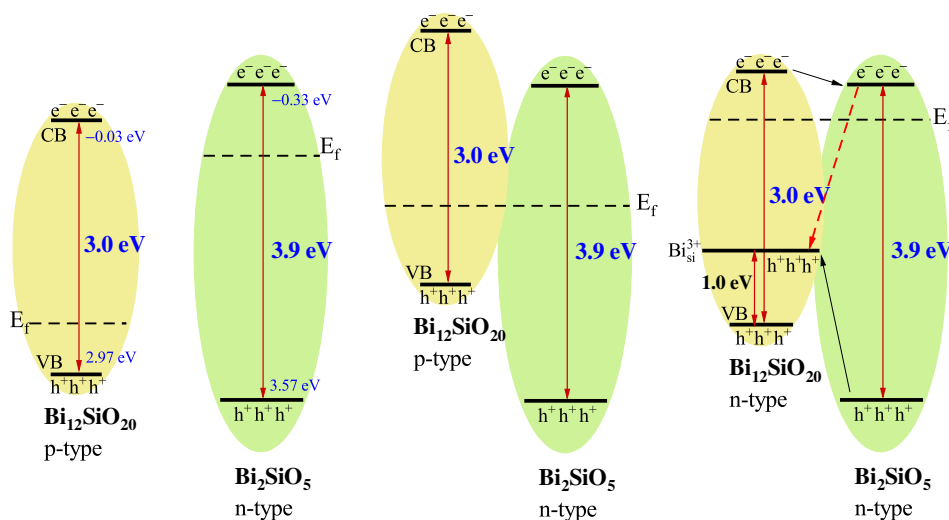 e⁻ e⁻ e⁻
CB
−0.03 eV
3.0 eV
E_f
2.97 eV
VB
h⁺h⁺h⁺
Bi₁₂SiO₂₀
p-type
e⁻ e⁻ e⁻
−0.33 eV
E_f
3.9 eV
3.57 eV
h⁺h⁺h⁺
Bi₂SiO₅
n-type
e⁻ e⁻ e⁻
CB
3.0 eV
VB
h⁺h⁺h⁺
Bi₁₂SiO₂₀
p-type
E_f
3.9 eV
h⁺h⁺h⁺
Bi₂SiO₅
n-type
e⁻ e⁻ e⁻
e⁻ e⁻ e⁻
CB
3.0 eV
Bi³⁺si
h⁺h⁺h⁺
1.0 eV
VB
h⁺h⁺h⁺
Bi₁₂SiO₂₀
n-type
e⁻ e⁻ e⁻
E
3.9 eV
h⁺h⁺h⁺
Bi₂SiO₅
n-type